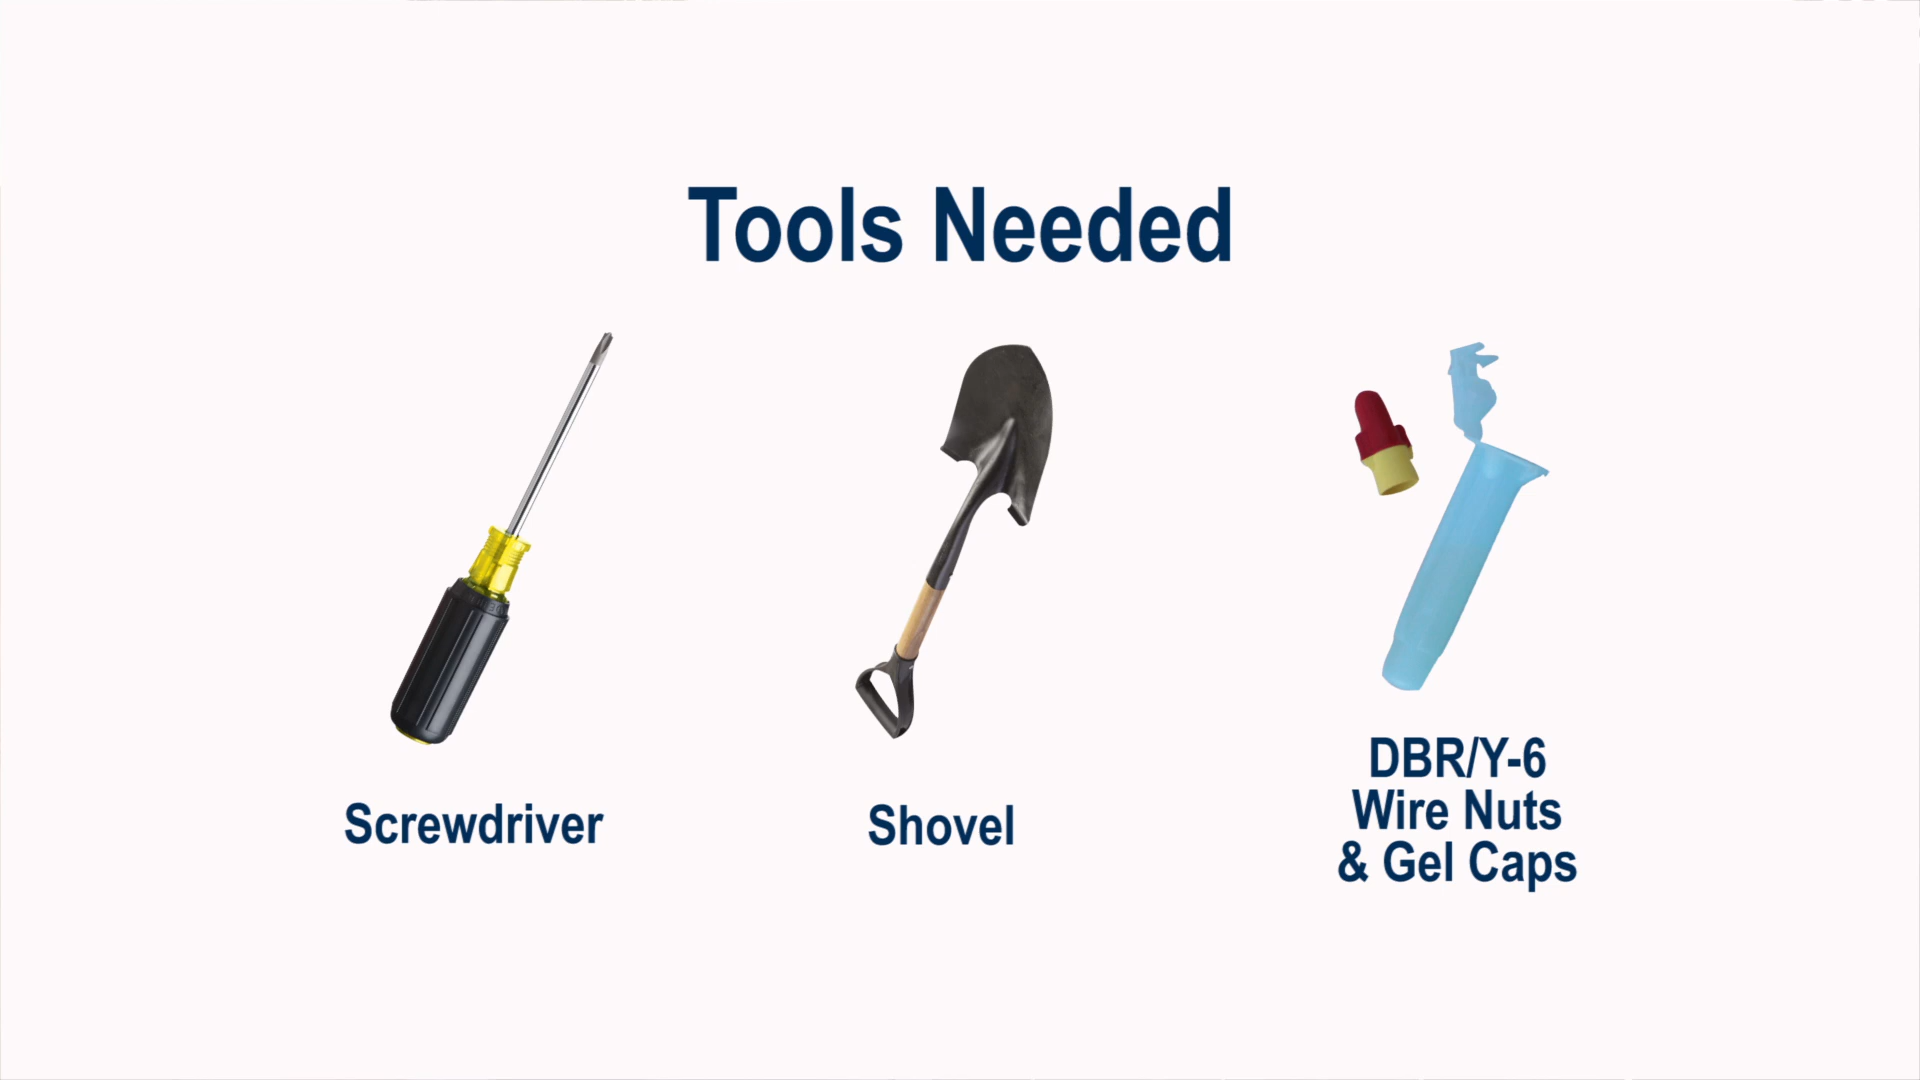 Tools Needed
Screwdriver
Shovel
DBR/Y-6
Wire Nuts
& Gel Caps